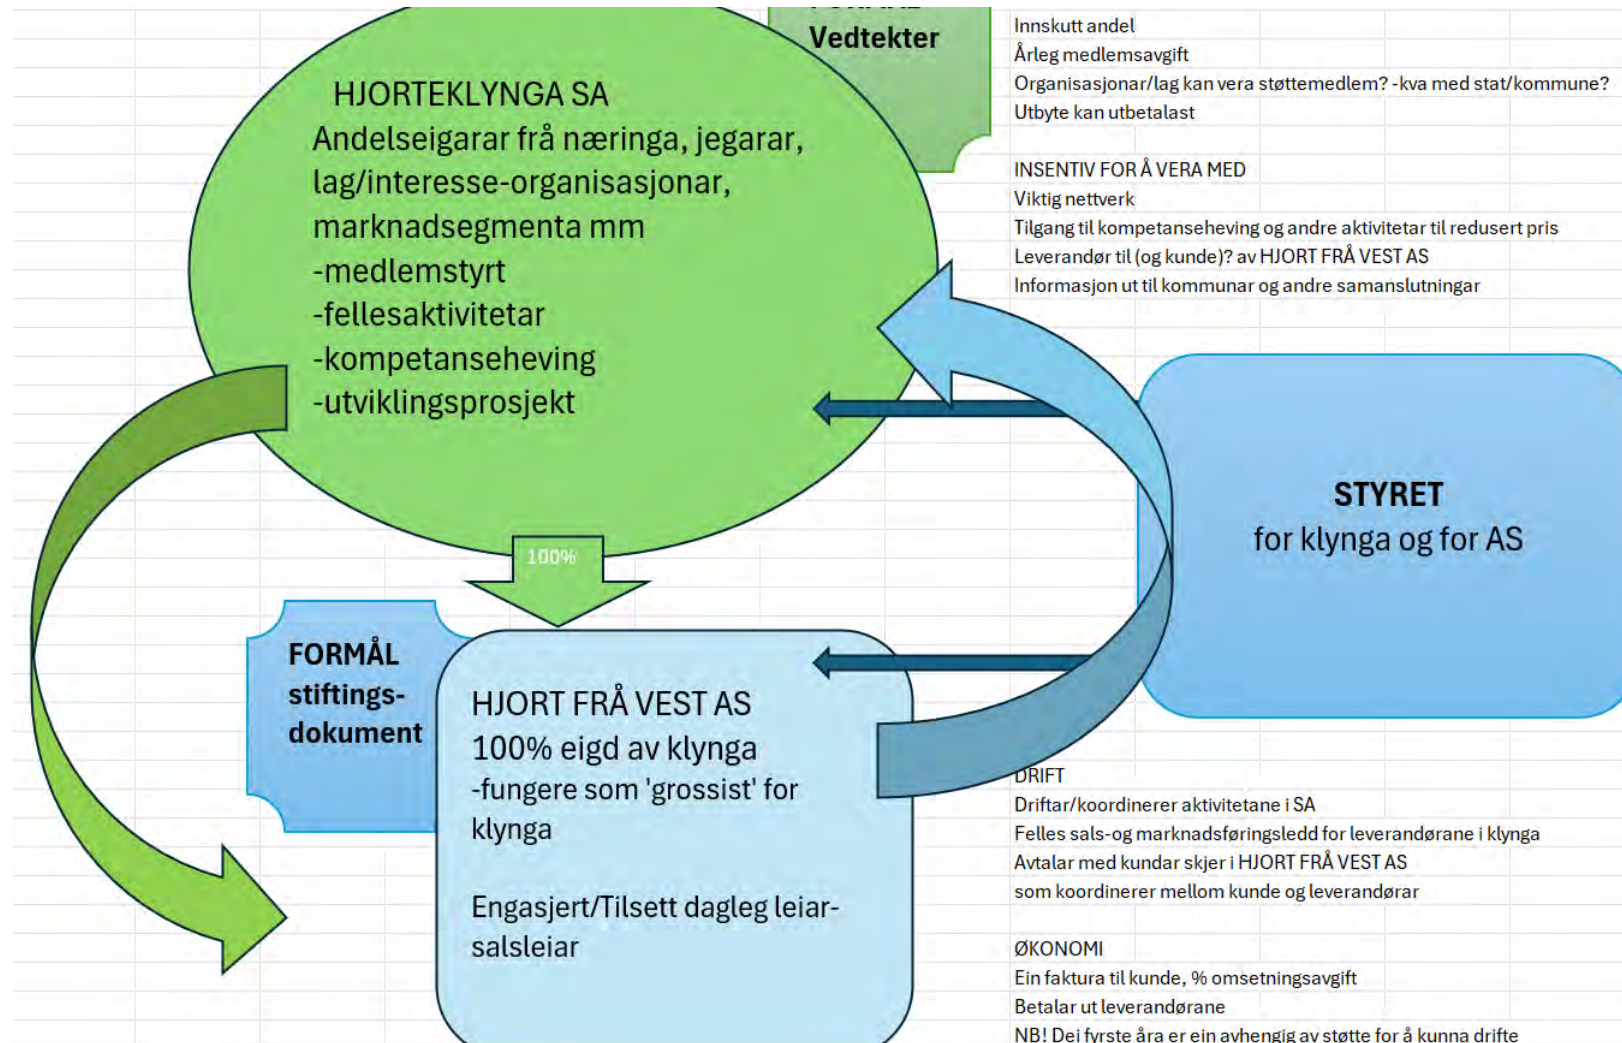 Vedtekter
Innskutt andel
Årleg medlemsavgift
Organisasjonar/lag kan vera støttemedlem? -kva med stat/kommune?
Utbyte kan utbetalast
HJORTEKLYNGA SA
Andelseigarar frå næringa, jegarar,
lag/interesse-organisasjonar,
marknadsegmenta mm
-medlemstyrt
-fellesaktivitetar
-kompetanseheving
-utviklingsprosjekt
INSENTIV FOR Å VERA MED
Viktig nettverk
Tilgang til kompetanseheving og andre aktivitetar til redusert pris
Leverandør til (og kunde)? av HJORT FRÅ VEST AS
Informasjon ut til kommunar og andre samanslutningar
STYRET
for klynga og for AS
100%
FORMÅL
stiftings-
dokument
HJORT FRÅ VEST AS
100% eigd av klynga
-fungere som 'grossist' for
klynga
Engasjert/Tilsett dagleg leiar-
salsleiar
DRIFT
Driftar/koordinerer aktivitetane i SA
Felles sals-og marknadsføringsledd for leverandørane i klynga
Avtalar med kundar skjer i HJORT FRÅ VEST AS
som koordinerer mellom kunde og leverandørar
ØKONOMI
Ein faktura til kunde, % omsetningsavgift
Betalar ut leverandørane
NB! Dei fyrste åra er ein avhengig av støtte for å kunna drifte